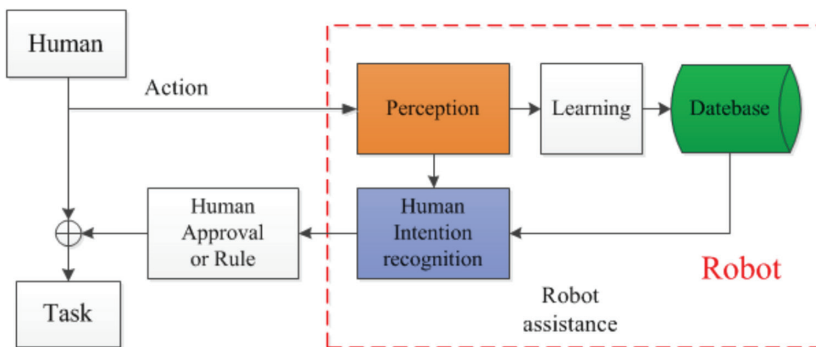 Human
Action
Perception
Learning
Datebase
Human
Approval
or Rule
Human
Intention
recognition
Robot
Task
Robot
assistance